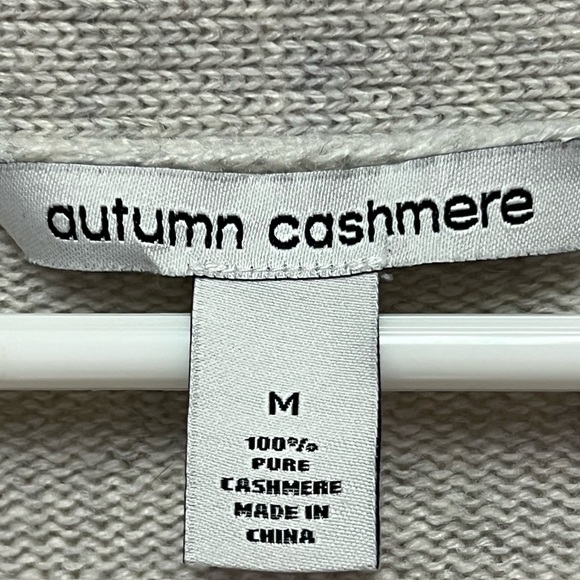 autumn cashmere
M
100%
PURE
CASHMERE
MADE IN
CHINA